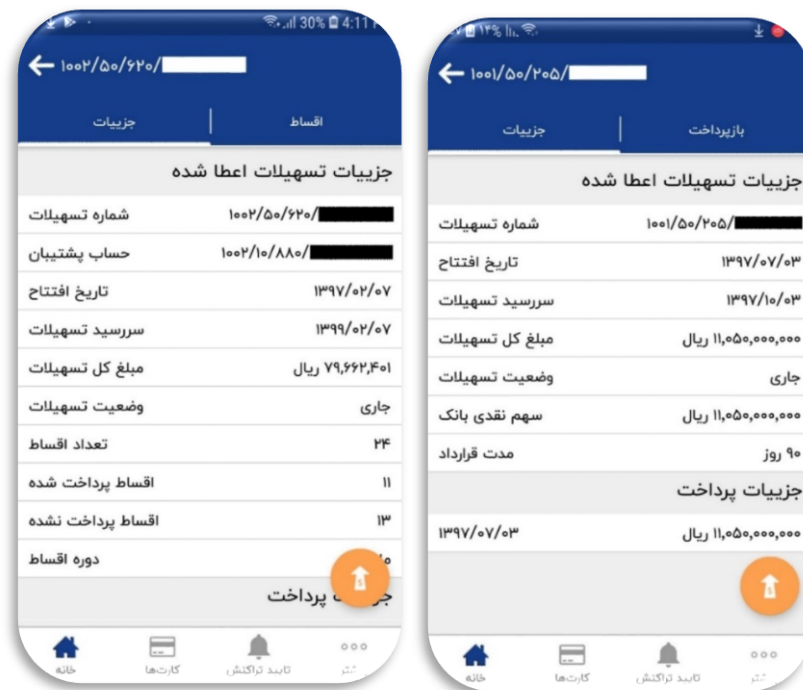 30% 4:11
۱۰۰۲/۵۰/۶۲۰/
جزییات
اقساط
جزییات تسهیلات اعطا شده
شماره تسهیلات ۱۰۰۲/۵۰/۶۲۰/
حساب پشتیبان ۱۰۰۲/۱۰/۸۸۰/
تاریخ افتتاح ۱۳۹۷/۰۲/۰۷
سررسید تسهیلات ۱۳۹۹/۰۲/۰۷
مبلغ کل تسهیلات ۷۹,۶۶۲,۴۰۱ ریال
وضعیت تسهیلات جاری
تعداد اقساط ۲۴
اقساط پرداخت شده ۱۱
اقساط پرداخت نشده ۱۳
دوره اقساط
پرداخت
خانه
کارت‌ها
تایید تراکنش
۱۴%
۱۰۰۱/۵۰/۲۰۵/
جزییات
بازپرداخت
جزییات تسهیلات اعطا شده
شماره تسهیلات ۱۰۰۱/۵۰/۲۰۵/
تاریخ افتتاح ۱۳۹۷/۰۷/۰۳
سررسید تسهیلات ۱۳۹۷/۱۰/۰۳
مبلغ کل تسهیلات ۱۱,۰۵۰,۰۰۰,۰۰۰ ریال
وضعیت تسهیلات جاری
سهم نقدی بانک ۱۱,۰۵۰,۰۰۰,۰۰۰ ریال
مدت قرارداد ۹۰ روز
جزییات پرداخت
۱۳۹۷/۰۷/۰۳ ۱۱,۰۵۰,۰۰۰,۰۰۰ ریال
خانه
کارت‌ها
تایید تراکنش